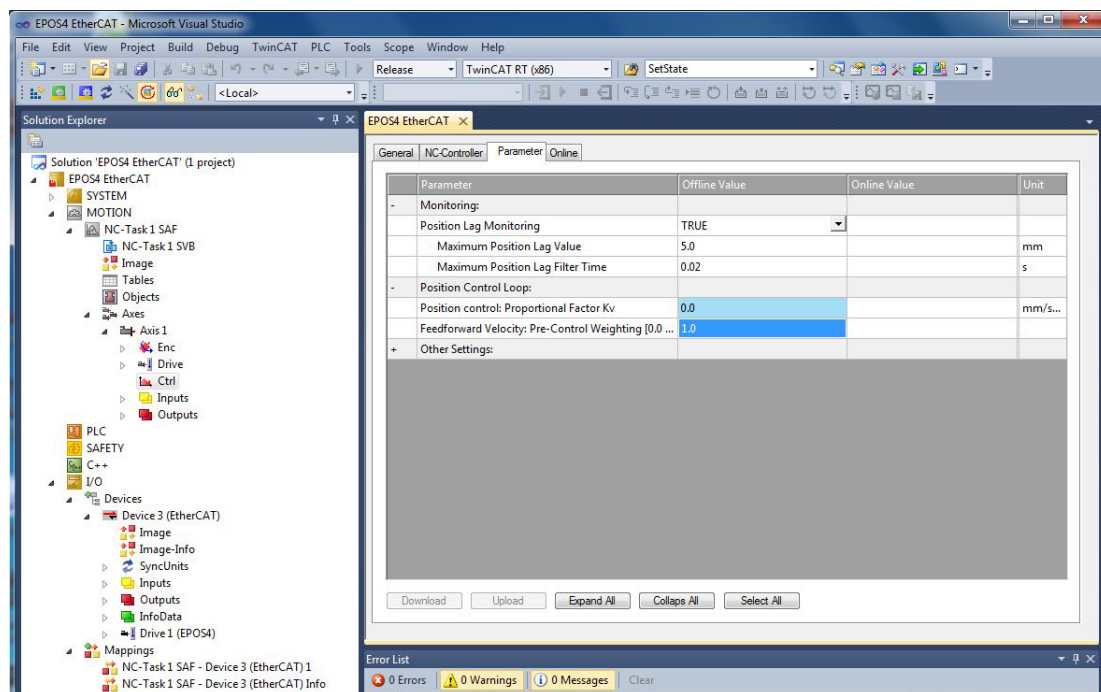 EPOS4 EtherCAT - Microsoft Visual Studio
File Edit View Project Build Debug TwinCAT PLC Tools Scope Window Help
Release TwinCAT RT (x86) SetState
<Local>
Solution Explorer
EPOS4 EtherCAT
Solution 'EPOS4 EtherCAT' (1 project)
EPOS4 EtherCAT
SYSTEM
MOTION
NC-Task 1 SAF
NC-Task 1 SVB
Image
Tables
Objects
Axes
Axis 1
Enc
Drive
Ctrl
Inputs
Outputs
PLC
SAFETY
C++
I/O
Devices
Device 3 (EtherCAT)
Image
Image-Info
SyncUnits
Inputs
Outputs
InfoData
Drive 1 (EPOS4)
Mappings
NC-Task 1 SAF - Device 3 (EtherCAT) 1
NC-Task 1 SAF - Device 3 (EtherCAT) Info
General NC-Controller Parameter Online
Parameter Offline Value Online Value Unit
- Monitoring:
Position Lag Monitoring TRUE
Maximum Position Lag Value 5.0 mm
Maximum Position Lag Filter Time 0.02 s
- Position Control Loop:
Position control: Proportional Factor Kv 0.0 mm/s...
Feedforward Velocity: Pre-Control Weighting [0.0 ... 1.0
+ Other Settings:
Download Upload Expand All Collaps All Select All
Error List
0 Errors 0 Warnings 0 Messages Clear